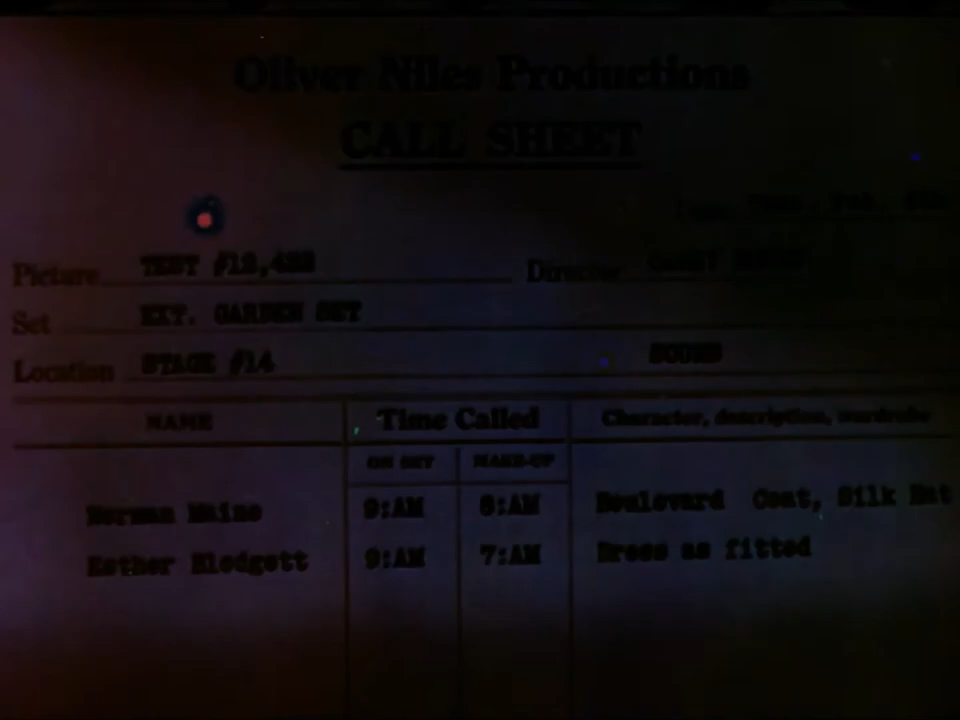 Oliver Niles Productions
CALL SHEET
Picture TEST Director
Set EXT. GARDEN SET
Location STAGE #14 SOUND
NAME Time Called Character, description, wardrobe
ON SET MAKE-UP
Norman Maine 9:AM 8:AM Boulevard Coat, Silk Hat
Esther Blodgett 9:AM 7:AM Dress as fitted